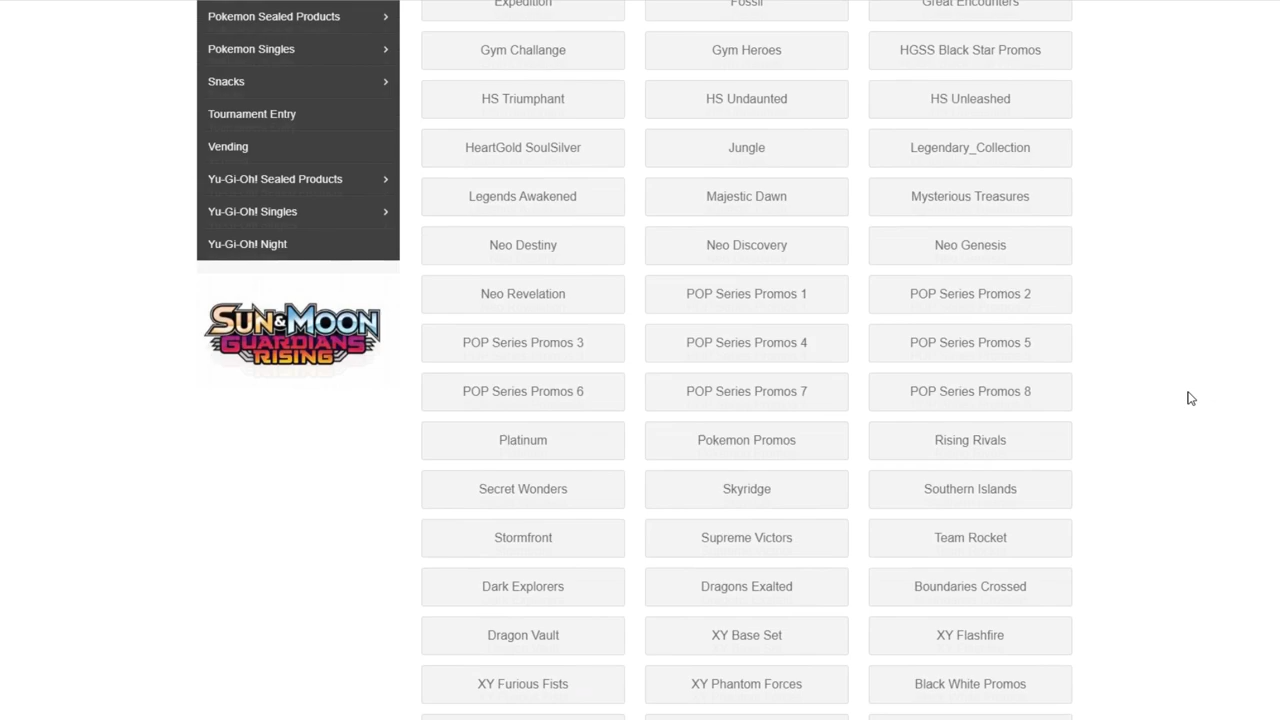 Pokemon Sealed Products
Pokemon Singles
Snacks
Tournament Entry
Vending
Yu-Gi-Oh! Sealed Products
Yu-Gi-Oh! Singles
Yu-Gi-Oh! Night
SUN & MOON
GUARDIANS
RISING
Expedition
Fossil
Great Encounters
Gym Challange
Gym Heroes
HGSS Black Star Promos
HS Triumphant
HS Undaunted
HS Unleashed
HeartGold SoulSilver
Jungle
Legendary_Collection
Legends Awakened
Majestic Dawn
Mysterious Treasures
Neo Destiny
Neo Discovery
Neo Genesis
Neo Revelation
POP Series Promos 1
POP Series Promos 2
POP Series Promos 3
POP Series Promos 4
POP Series Promos 5
POP Series Promos 6
POP Series Promos 7
POP Series Promos 8
Platinum
Pokemon Promos
Rising Rivals
Secret Wonders
Skyridge
Southern Islands
Stormfront
Supreme Victors
Team Rocket
Dark Explorers
Dragons Exalted
Boundaries Crossed
Dragon Vault
XY Base Set
XY Flashfire
XY Furious Fists
XY Phantom Forces
Black White Promos